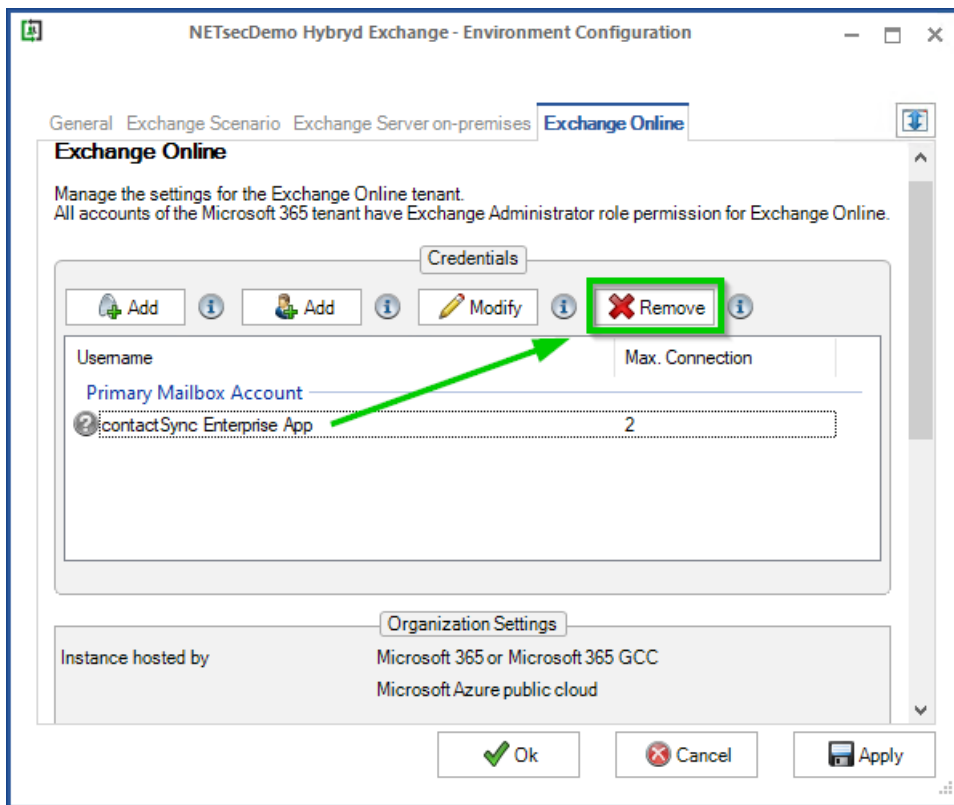 NETsecDemo Hybryd Exchange - Environment Configuration
General Exchange Scenario Exchange Server on-premises Exchange Online
Exchange Online
Manage the settings for the Exchange Online tenant.
All accounts of the Microsoft 365 tenant have Exchange Administrator role permission for Exchange Online.
Credentials
Add Add Modify Remove
Username Max. Connection
Primary Mailbox Account
contactSync Enterprise App 2
Organization Settings
Instance hosted by Microsoft 365 or Microsoft 365 GCC
Microsoft Azure public cloud
Ok Cancel Apply